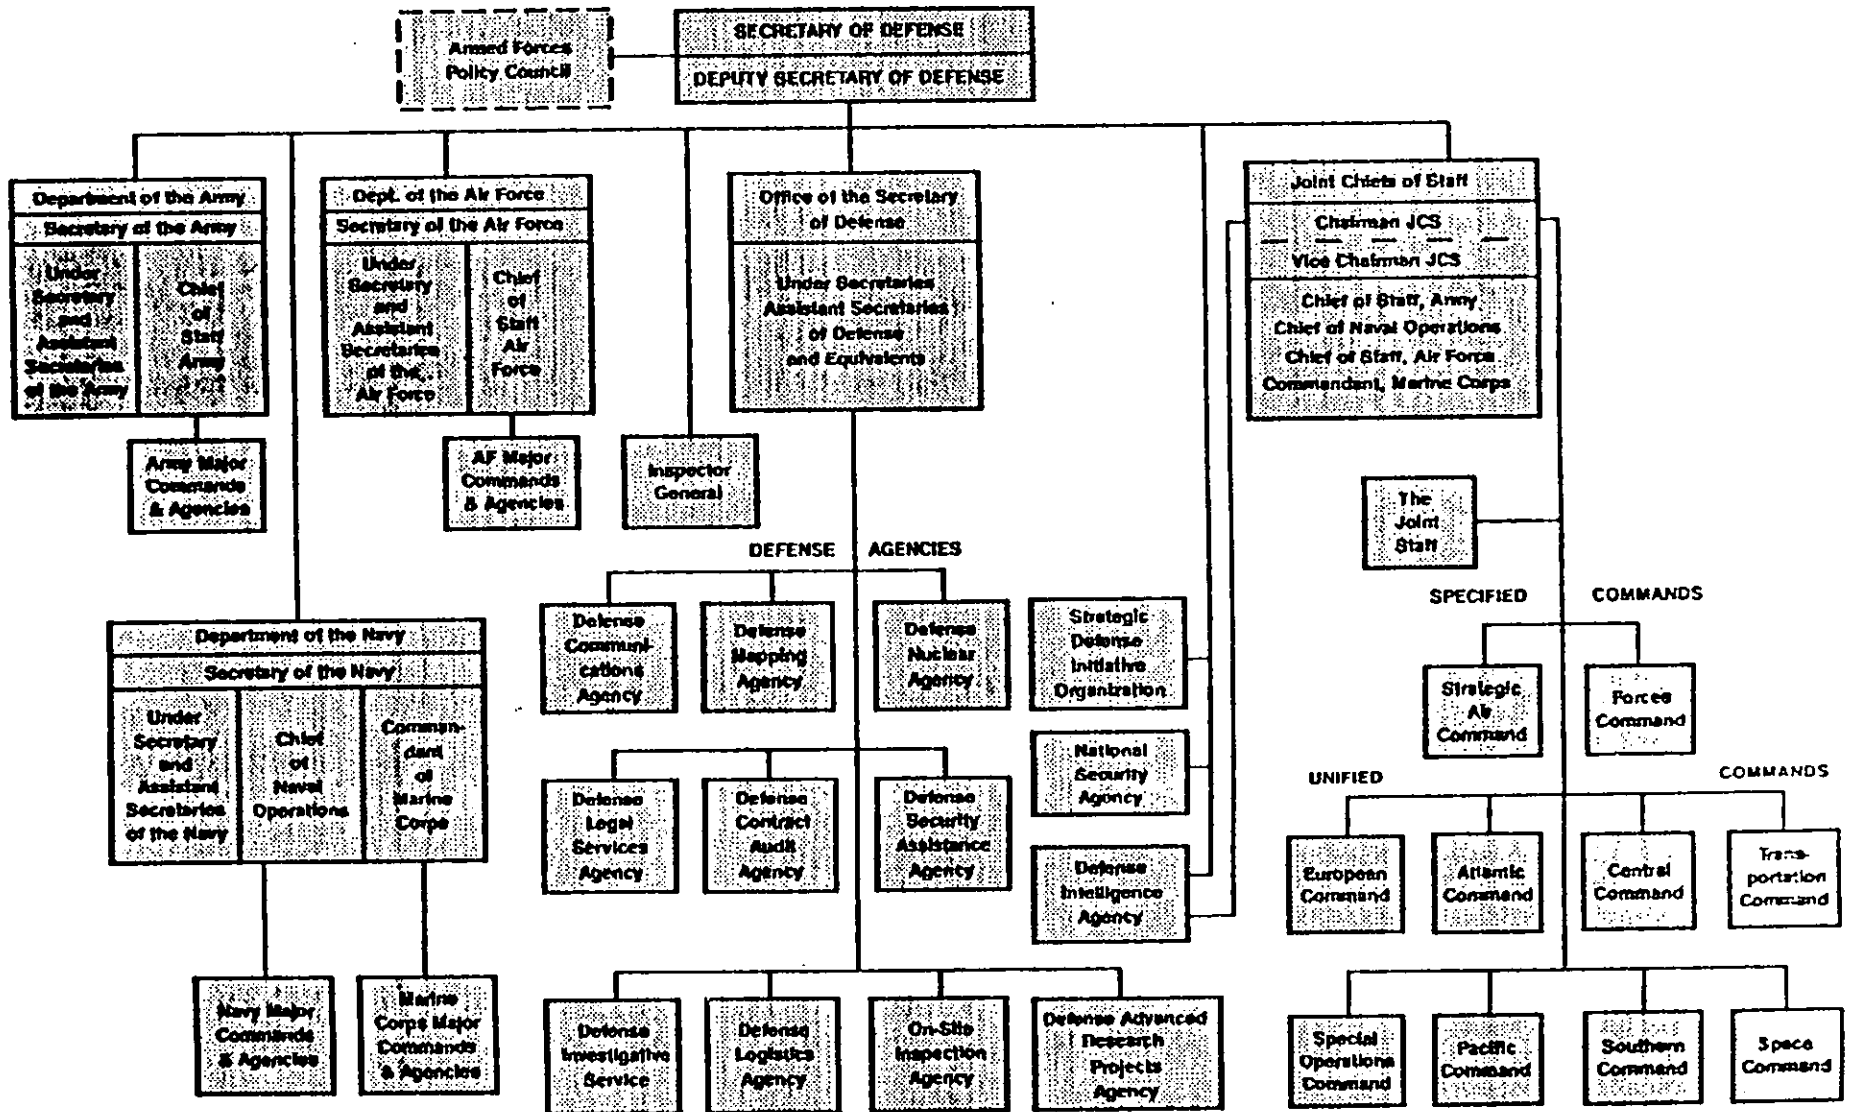 Armed Forces
Policy Council
SECRETARY OF DEFENSE
DEPUTY SECRETARY OF DEFENSE
Department of the Army
Secretary of the Army
Under
Secretary
and
Assistant
Secretaries
of the Army
Chief
of
Staff
Army
Army Major
Commands
& Agencies
Dept. of the Air Force
Secretary of the Air Force
Under
Secretary
and
Assistant
Secretaries
of the
Air Force
Chief
of
Staff
Air
Force
AF Major
Commands
& Agencies
Inspector
General
Office of the Secretary
of Defense
Under Secretaries
Assistant Secretaries
of Defense
and Equivalents
Joint Chiefs of Staff
Chairman JCS
Vice Chairman JCS
Chief of Staff, Army
Chief of Naval Operations
Chief of Staff, Air Force
Commandant, Marine Corps
The
Joint
Staff
Department of the Navy
Secretary of the Navy
Under
Secretary
and
Assistant
Secretaries
of the Navy
Chief
of
Naval
Operations
Comman-
dant
of
Marine
Corps
Navy Major
Commands
& Agencies
Marine
Corps Major
Commands
& Agencies
DEFENSE AGENCIES
Defense
Communi-
cations
Agency
Defense
Mapping
Agency
Defense
Nuclear
Agency
Defense
Legal
Services
Agency
Defense
Contract
Audit
Agency
Defense
Security
Assistance
Agency
Defense
Investigative
Service
Defense
Logistics
Agency
On-Site
Inspection
Agency
Defense Advanced
Research
Projects
Agency
Strategic
Defense
Initiative
Organization
National
Security
Agency
Defense
Intelligence
Agency
SPECIFIED COMMANDS
Strategic
Air
Command
Forces
Command
UNIFIED COMMANDS
European
Command
Atlantic
Command
Central
Command
Trans-
portation
Command
Special
Operations
Command
Pacific
Command
Southern
Command
Space
Command